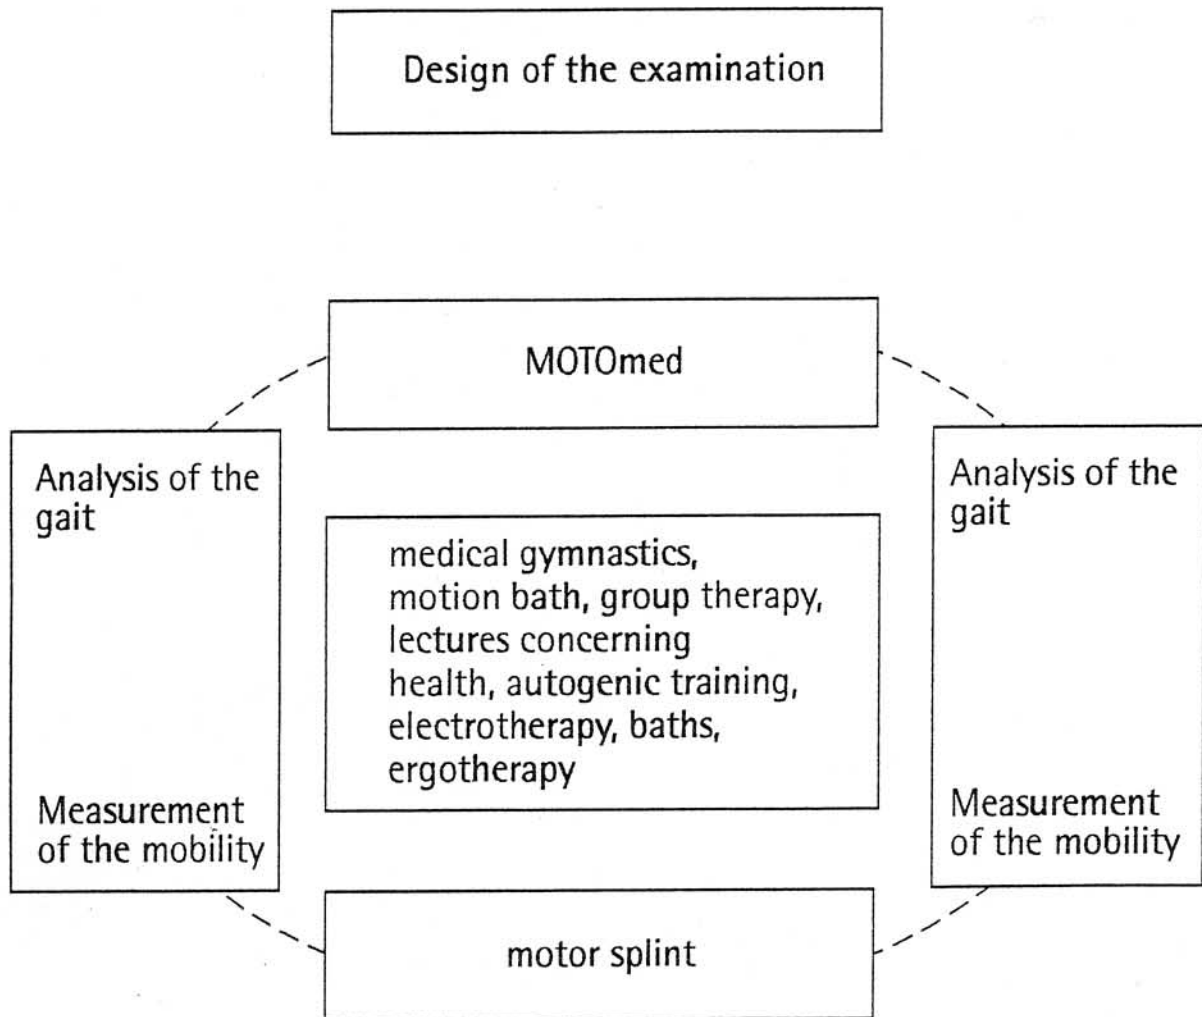 Design of the examination
MOTOmed
Analysis of the
gait
Measurement
of the mobility
medical gymnastics,
motion bath, group therapy,
lectures concerning
health, autogenic training,
electrotherapy, baths,
ergotherapy
Analysis of the
gait
Measurement
of the mobility
motor splint